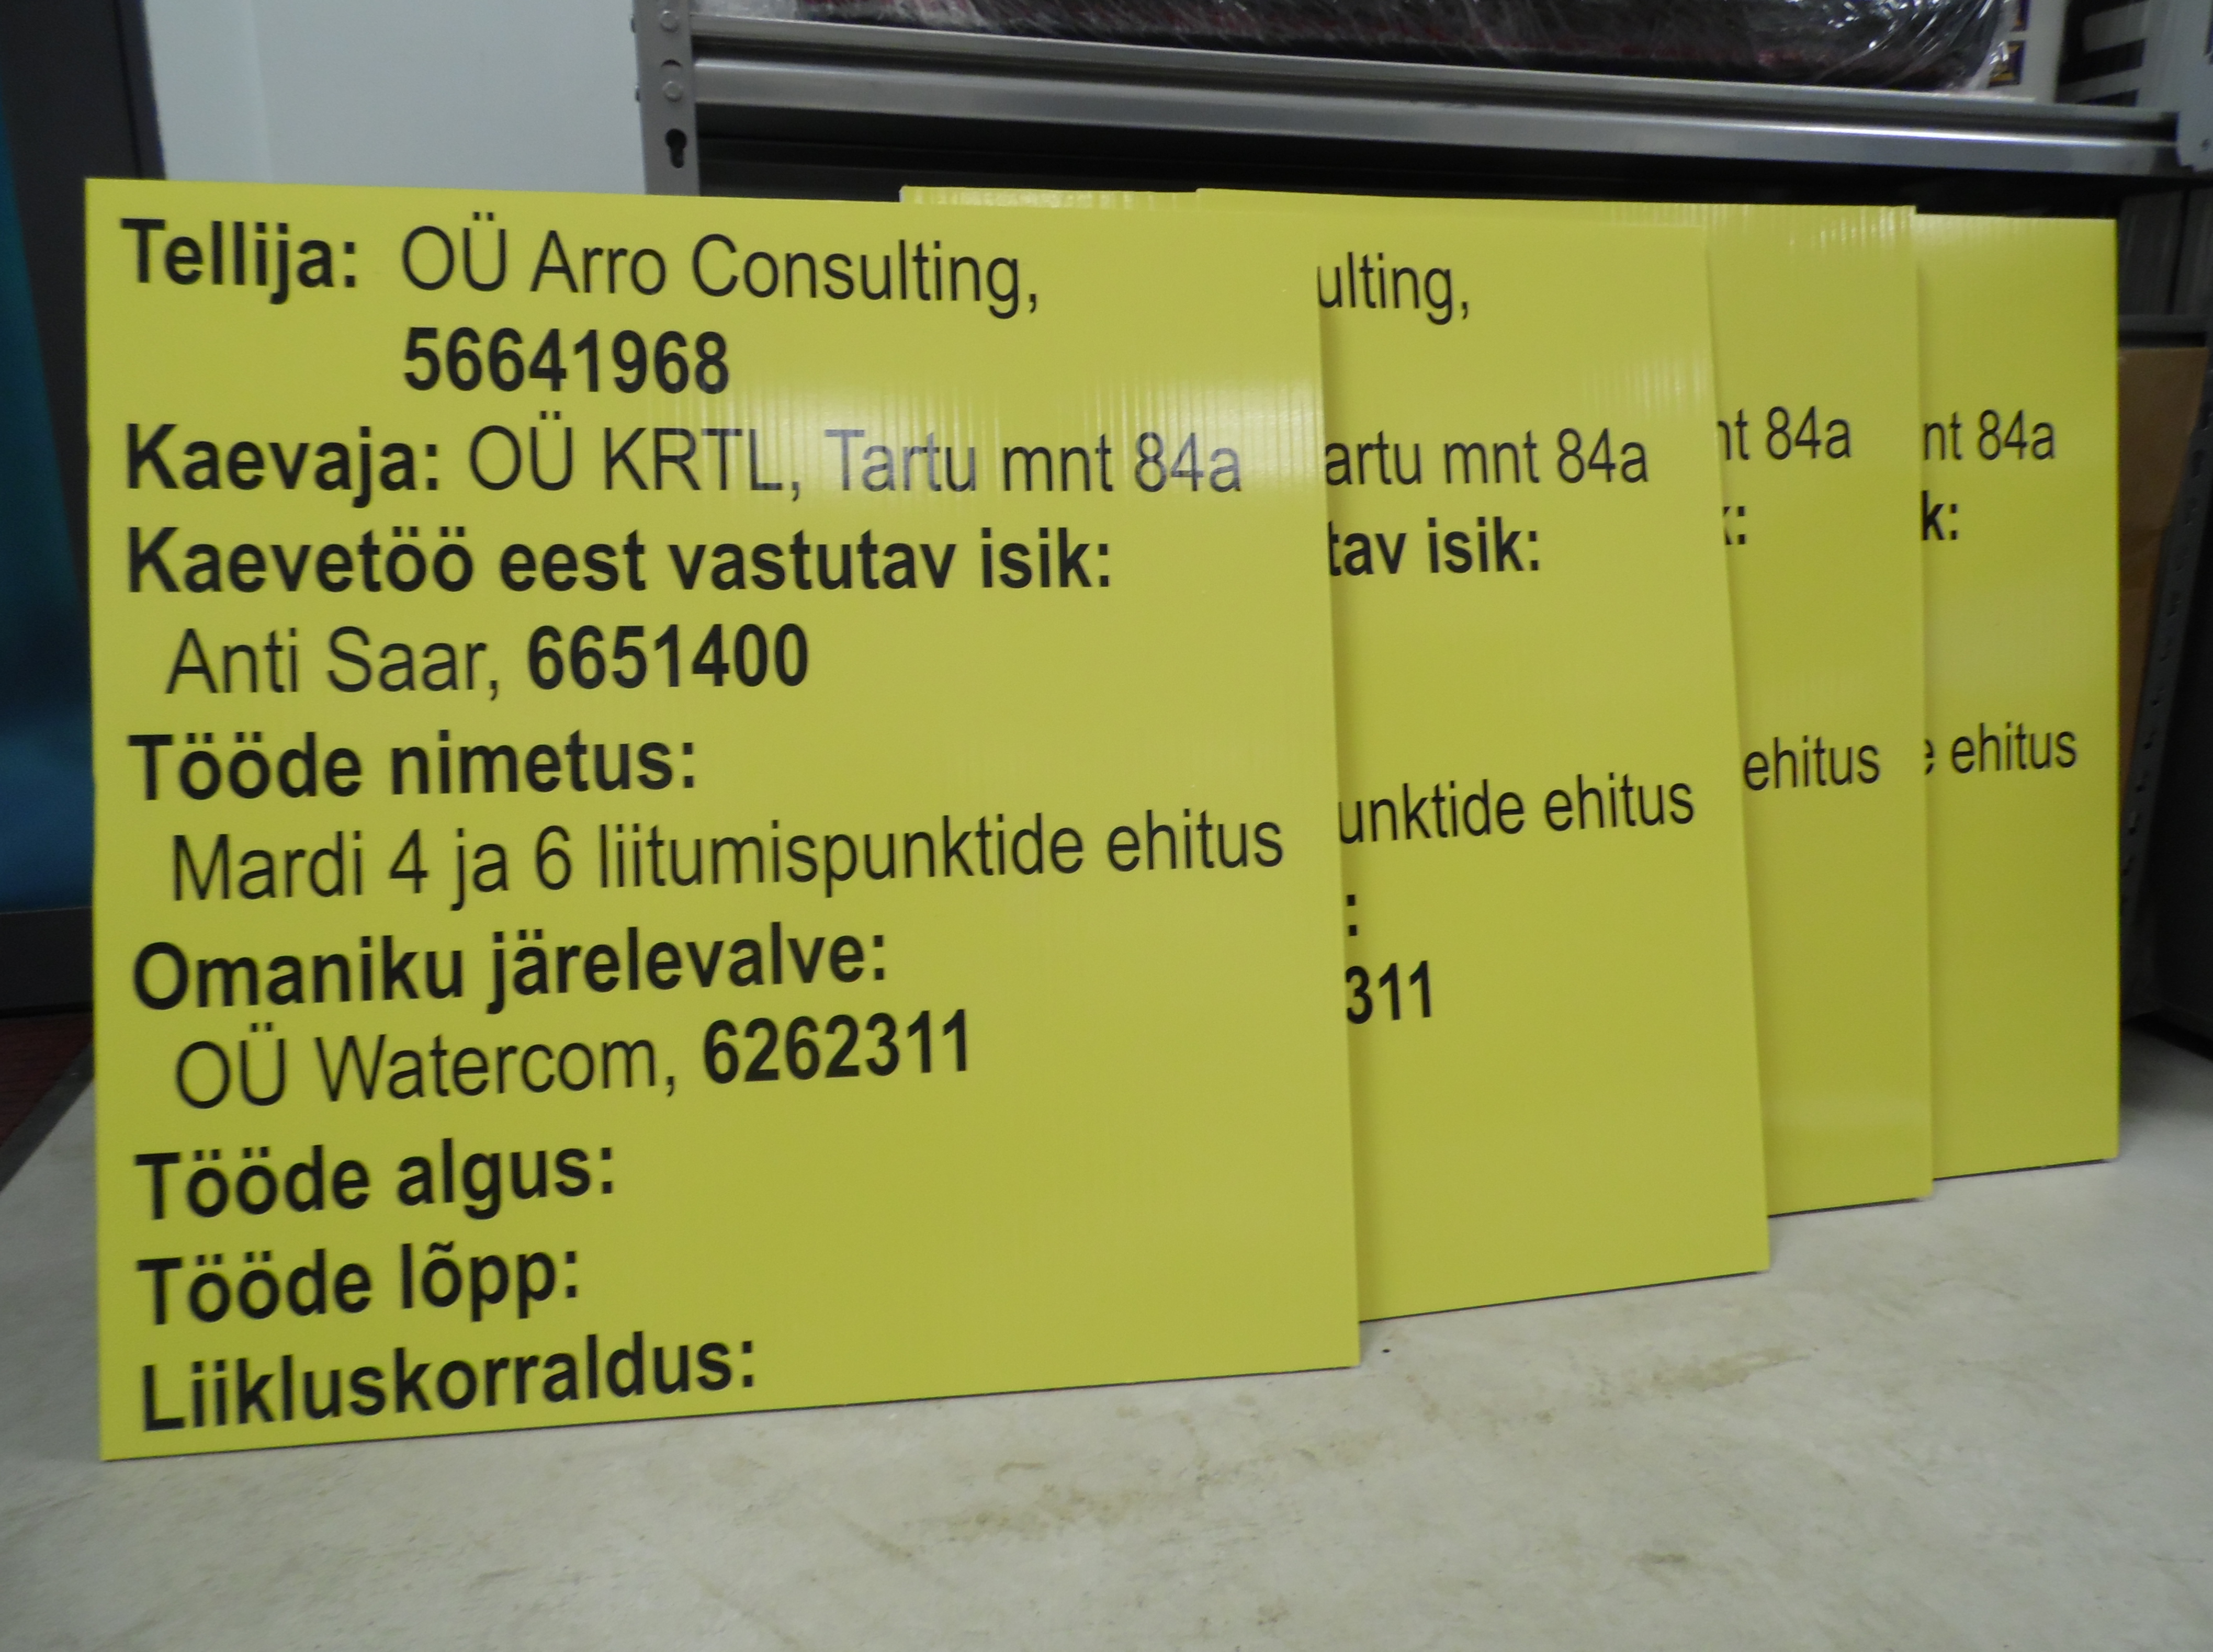 Tellija: OÜ Arro Consulting,
56641968
Kaevaja: OÜ KRTL, Tartu mnt 84a
Kaevetöö eest vastutav isik:
Anti Saar, 6651400
Tööde nimetus:
Mardi 4 ja 6 liitumispunktide ehitus
Omaniku järelevalve:
OÜ Watercom, 6262311
Tööde algus:
Tööde lõpp:
Liikluskorraldus:
ulting,
artu mnt 84a
tav isik:
unktide ehitus
:
311
nt 84a
k:
ehitus
nt 84a
k:
e ehitus